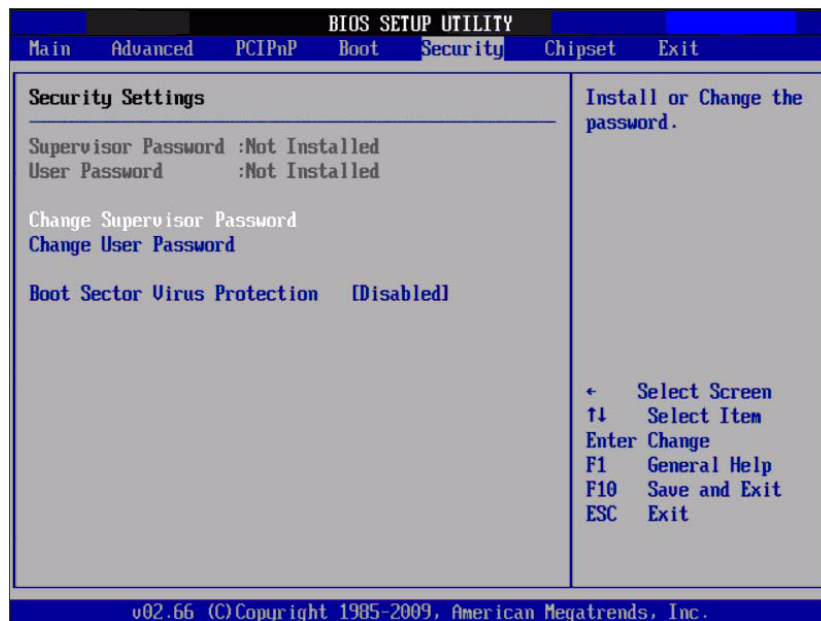 BIOS SETUP UTILITY
Main Advanced PCIPnP Boot Security Chipset Exit
Security Settings
Supervisor Password :Not Installed
User Password :Not Installed
Change Supervisor Password
Change User Password
Boot Sector Virus Protection [Disabled]
Install or Change the
password.
← Select Screen
↑↓ Select Item
Enter Change
F1 General Help
F10 Save and Exit
ESC Exit
v02.66 (C)Copyright 1985-2009, American Megatrends, Inc.